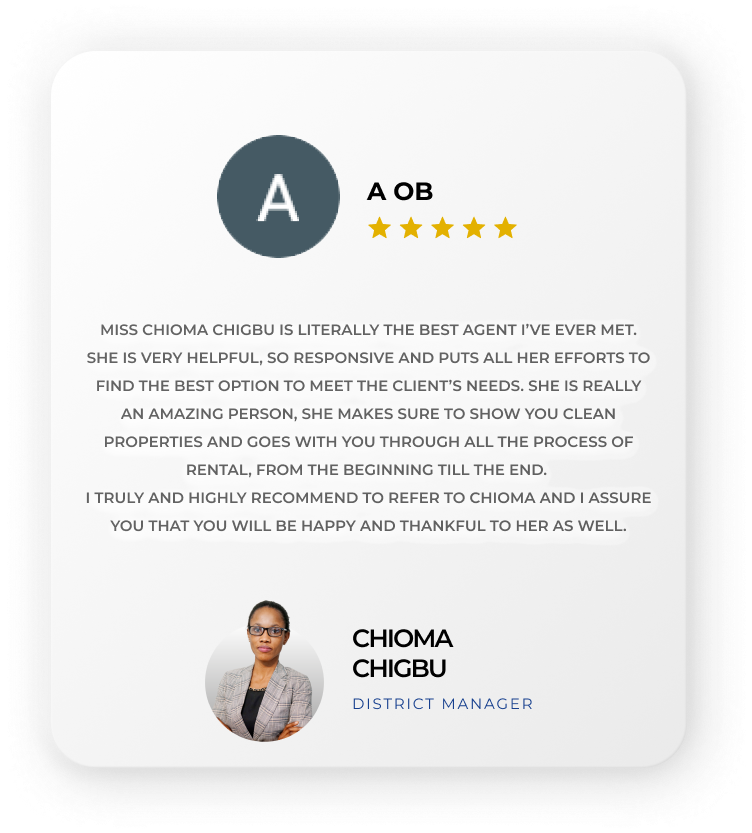 A
A OB
MISS CHIOMA CHIGBU IS LITERALLY THE BEST AGENT I’VE EVER MET.
SHE IS VERY HELPFUL, SO RESPONSIVE AND PUTS ALL HER EFFORTS TO
FIND THE BEST OPTION TO MEET THE CLIENT’S NEEDS. SHE IS REALLY
AN AMAZING PERSON, SHE MAKES SURE TO SHOW YOU CLEAN
PROPERTIES AND GOES WITH YOU THROUGH ALL THE PROCESS OF
RENTAL, FROM THE BEGINNING TILL THE END.
I TRULY AND HIGHLY RECOMMEND TO REFER TO CHIOMA AND I ASSURE
YOU THAT YOU WILL BE HAPPY AND THANKFUL TO HER AS WELL.
CHIOMA
CHIGBU
DISTRICT MANAGER